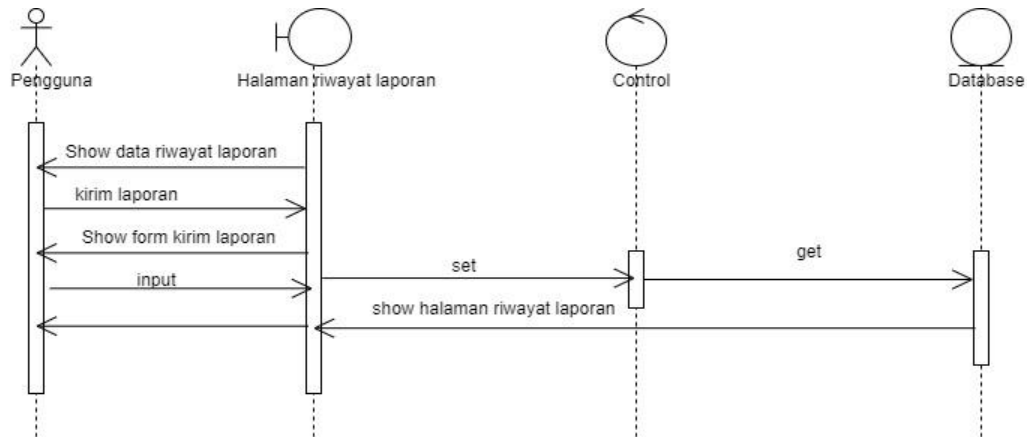 Pengguna
Halaman riwayat laporan
Control
Database
Show data riwayat laporan
kirim laporan
Show form kirim laporan
input
set
get
show halaman riwayat laporan